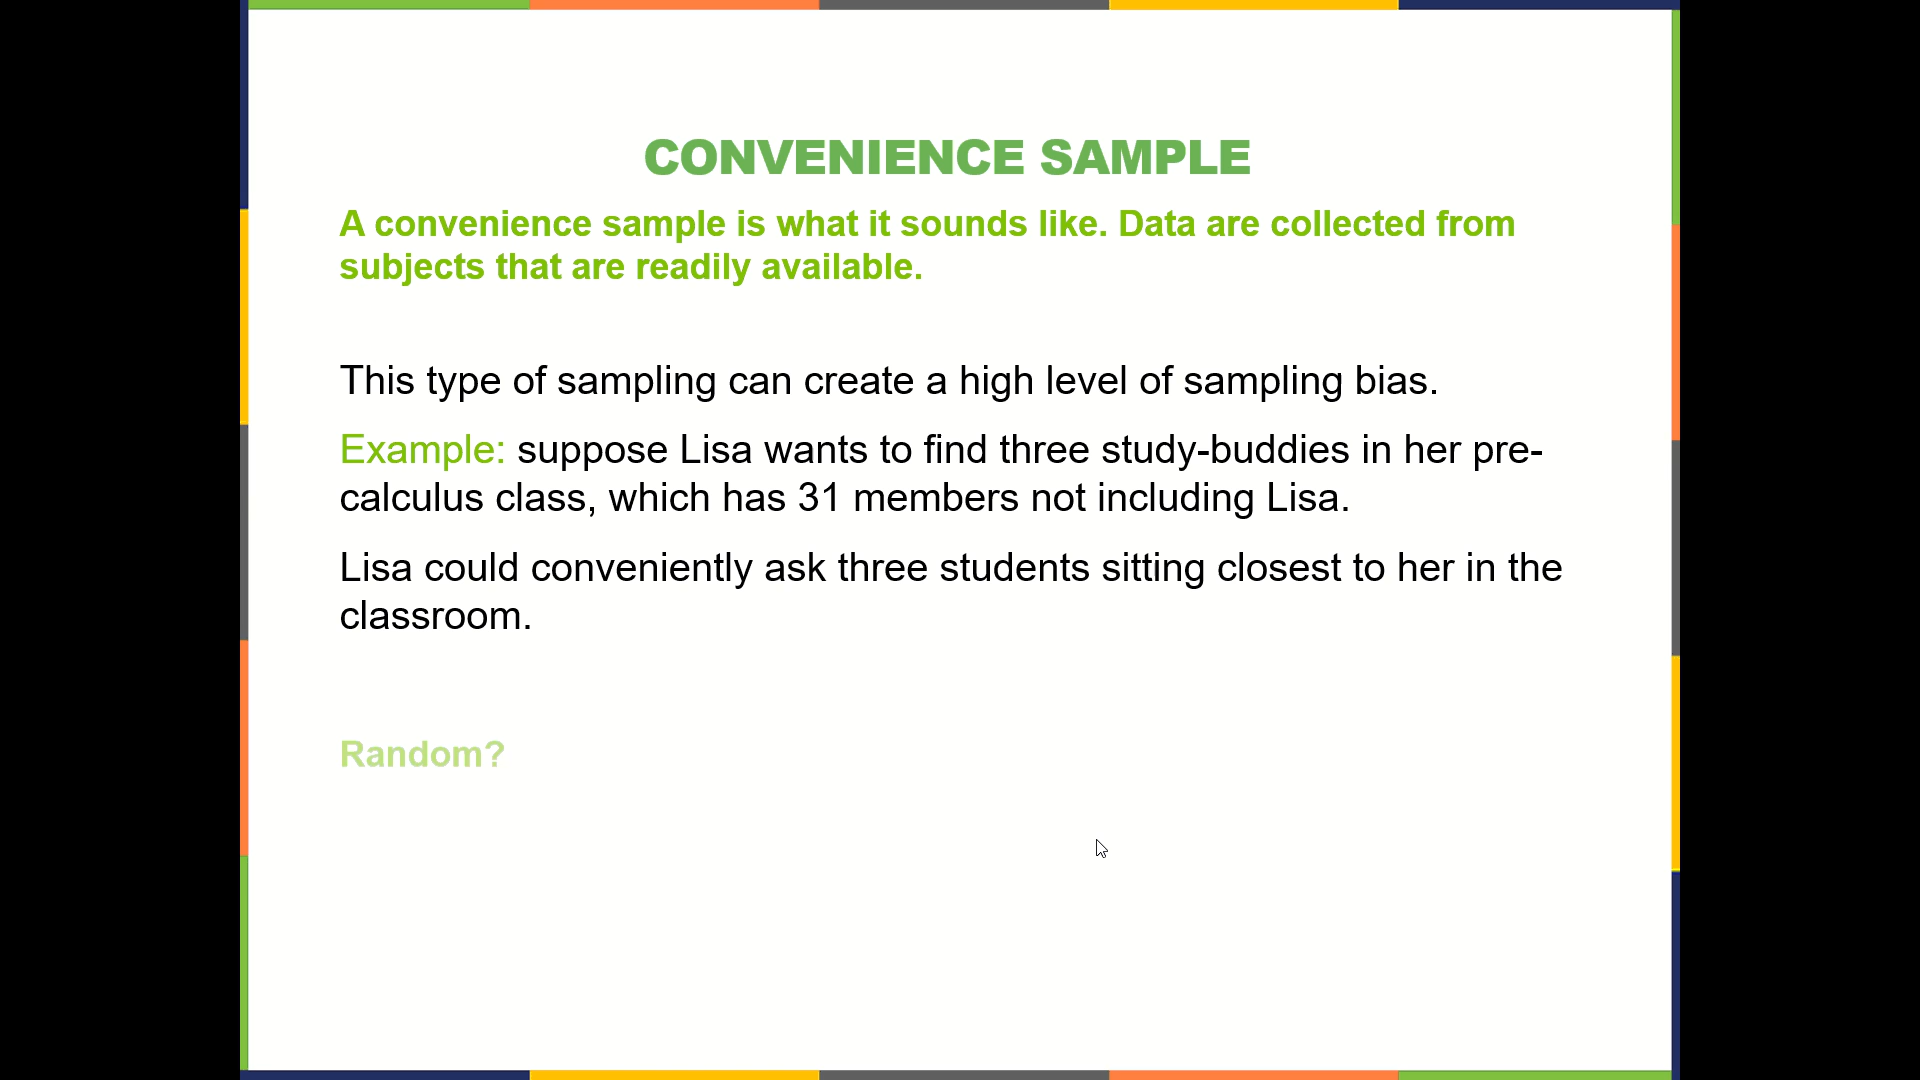 CONVENIENCE SAMPLE
A convenience sample is what it sounds like. Data are collected from
subjects that are readily available.
This type of sampling can create a high level of sampling bias.
Example: suppose Lisa wants to find three study-buddies in her pre-
calculus class, which has 31 members not including Lisa.
Lisa could conveniently ask three students sitting closest to her in the
classroom.
Random?